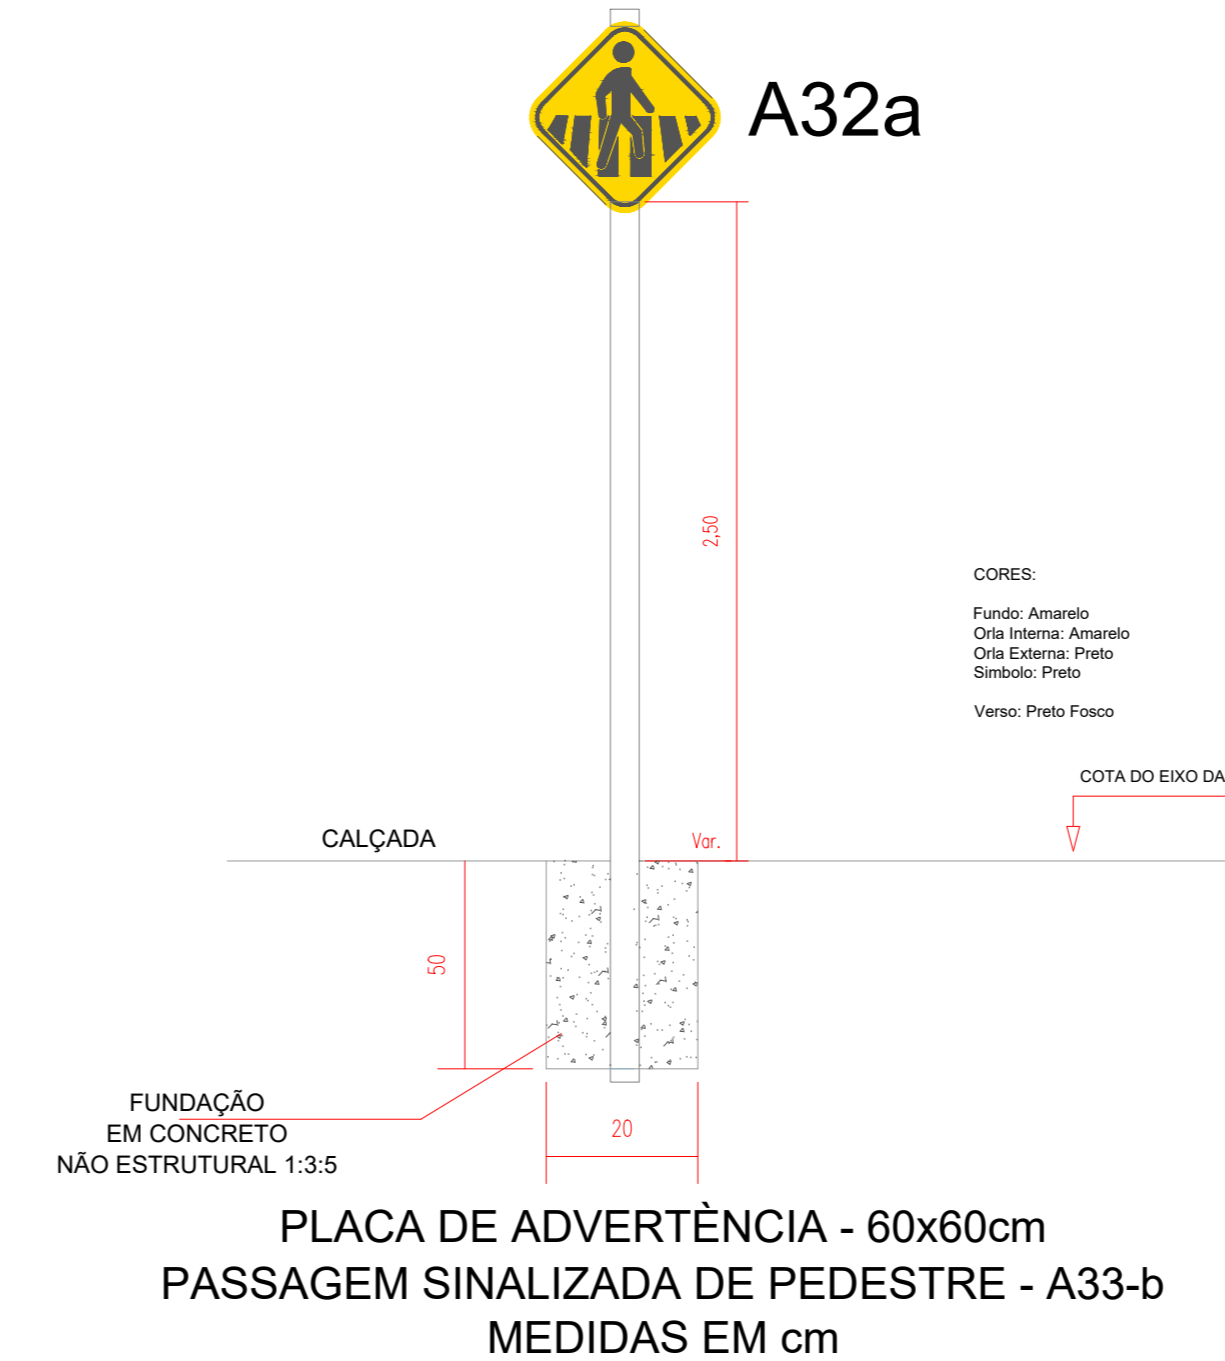 A32a
2,50
CORES:
Fundo: Amarelo
Orla Interna: Amarelo
Orla Externa: Preto
Simbolo: Preto
Verso: Preto Fosco
COTA DO EIXO DA
CALÇADA
Var.
50
FUNDAÇÃO
EM CONCRETO
NÃO ESTRUTURAL 1:3:5
20
PLACA DE ADVERTÈNCIA - 60x60cm
PASSAGEM SINALIZADA DE PEDESTRE - A33-b
MEDIDAS EM cm